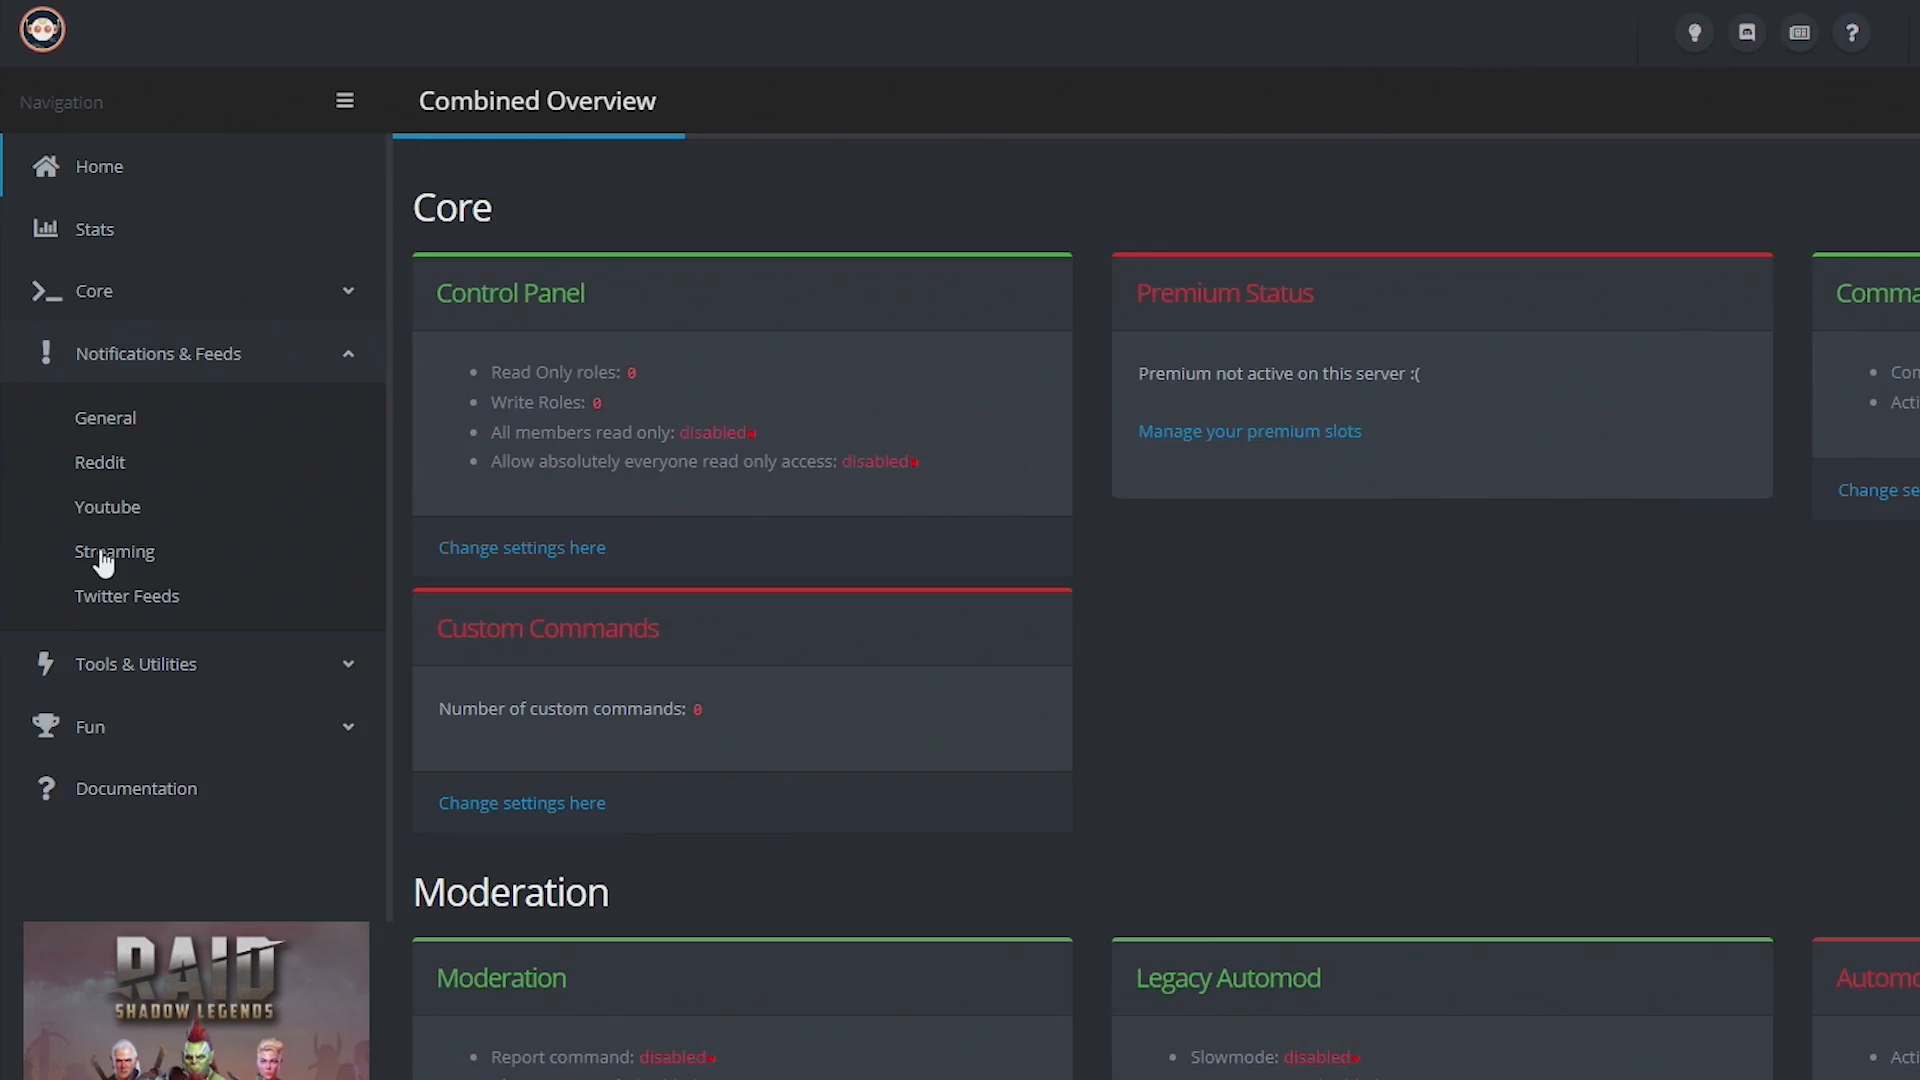 Navigation
Combined Overview
Home
Stats
Core
Notifications & Feeds
General
Reddit
Youtube
Streaming
Twitter Feeds
Tools & Utilities
Fun
Documentation
RAID
SHADOW LEGENDS
Core
Control Panel
Read Only roles: 0
Write Roles: 0
All members read only: disabled
Allow absolutely everyone read only access: disabled
Change settings here
Premium Status
Premium not active on this server :(
Manage your premium slots
Custom Commands
Number of custom commands: 0
Change settings here
Moderation
Moderation
Report command: disabled
Legacy Automod
Slowmode: disabled